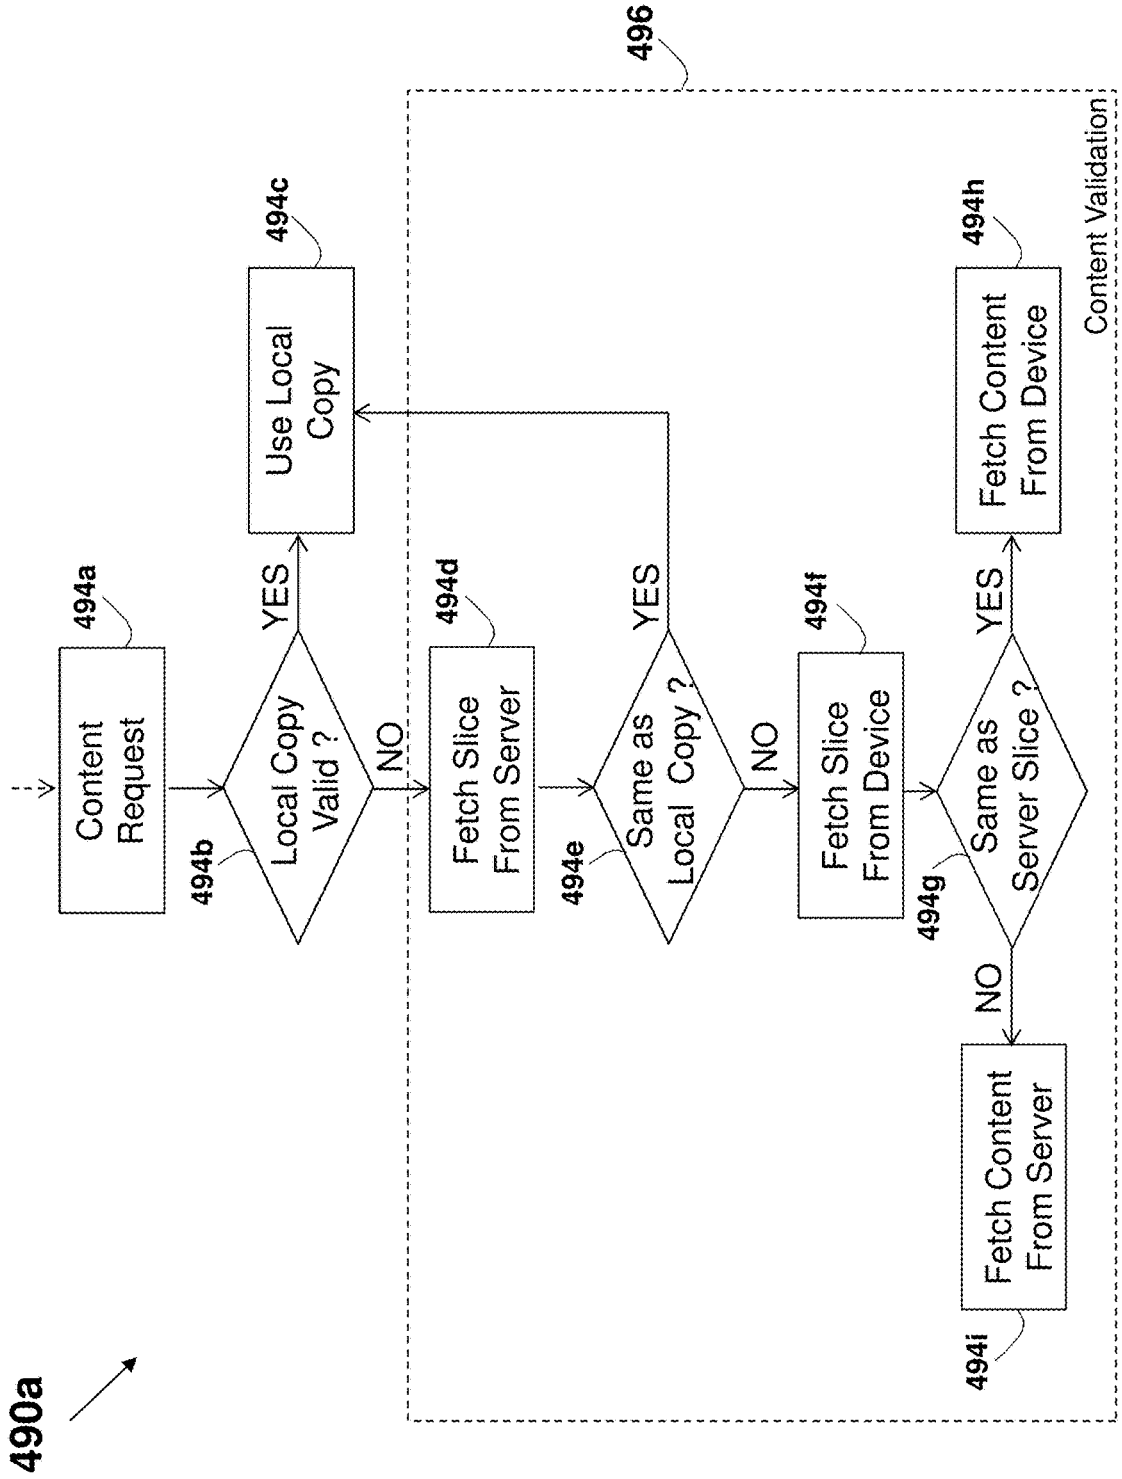 490a
Content
Request
494a
Local Copy
Valid ?
494b
YES
Use Local
Copy
494c
NO
496
Fetch Slice
From Server
494d
Same as
Local Copy ?
494e
YES
NO
Fetch Slice
From Device
494f
Same as
Server Slice ?
494g
YES
Fetch Content
From Device
494h
NO
Fetch Content
From Server
494i
Content Validation